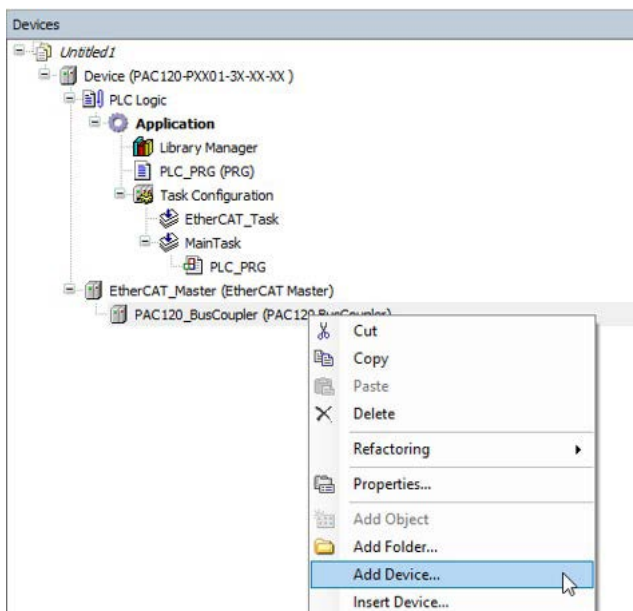 Devices
Untitled1
Device (PAC120-PXX01-3X-XX-XX )
PLC Logic
Application
Library Manager
PLC_PRG (PRG)
Task Configuration
EtherCAT_Task
MainTask
PLC_PRG
EtherCAT_Master (EtherCAT Master)
PAC120_BusCoupler (PAC120 BusCoupler)
Cut
Copy
Paste
Delete
Refactoring
Properties...
Add Object
Add Folder...
Add Device...
Insert Device...